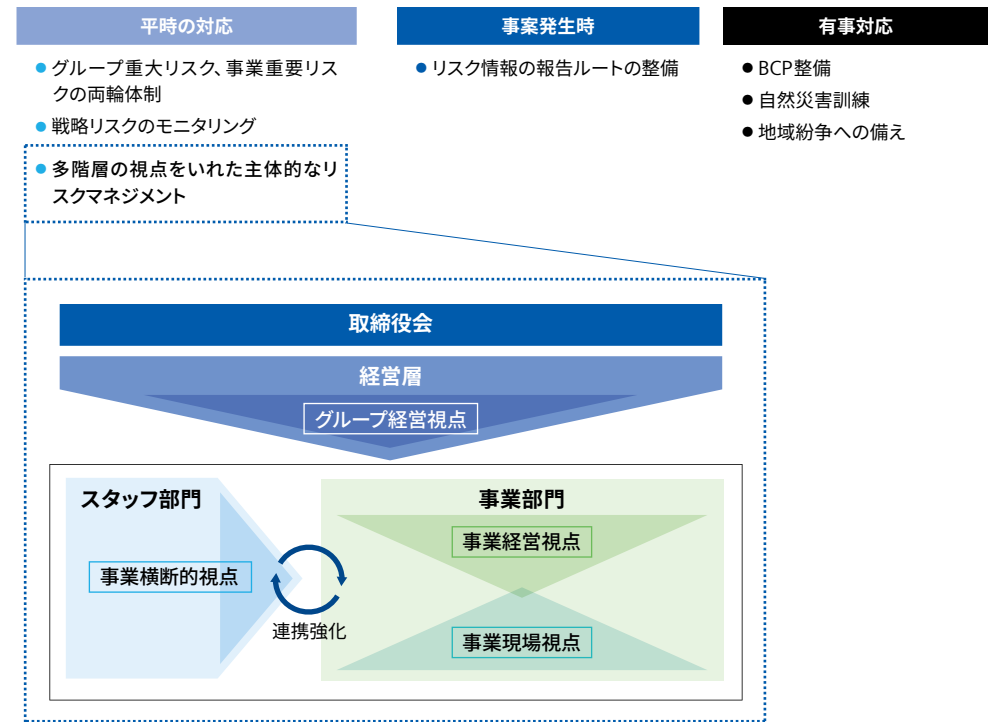 平時の対応
● グループ重大リスク、事業重要リス
クの両輪体制
● 戦略リスクのモニタリング
● 多階層の視点をいれた主体的なリ
スクマネジメント
事案発生時
● リスク情報の報告ルートの整備
有事対応
● BCP整備
● 自然災害訓練
● 地域紛争への備え
取締役会
経営層
グループ経営視点
スタッフ部門
事業横断的視点
連携強化
事業部門
事業経営視点
事業現場視点